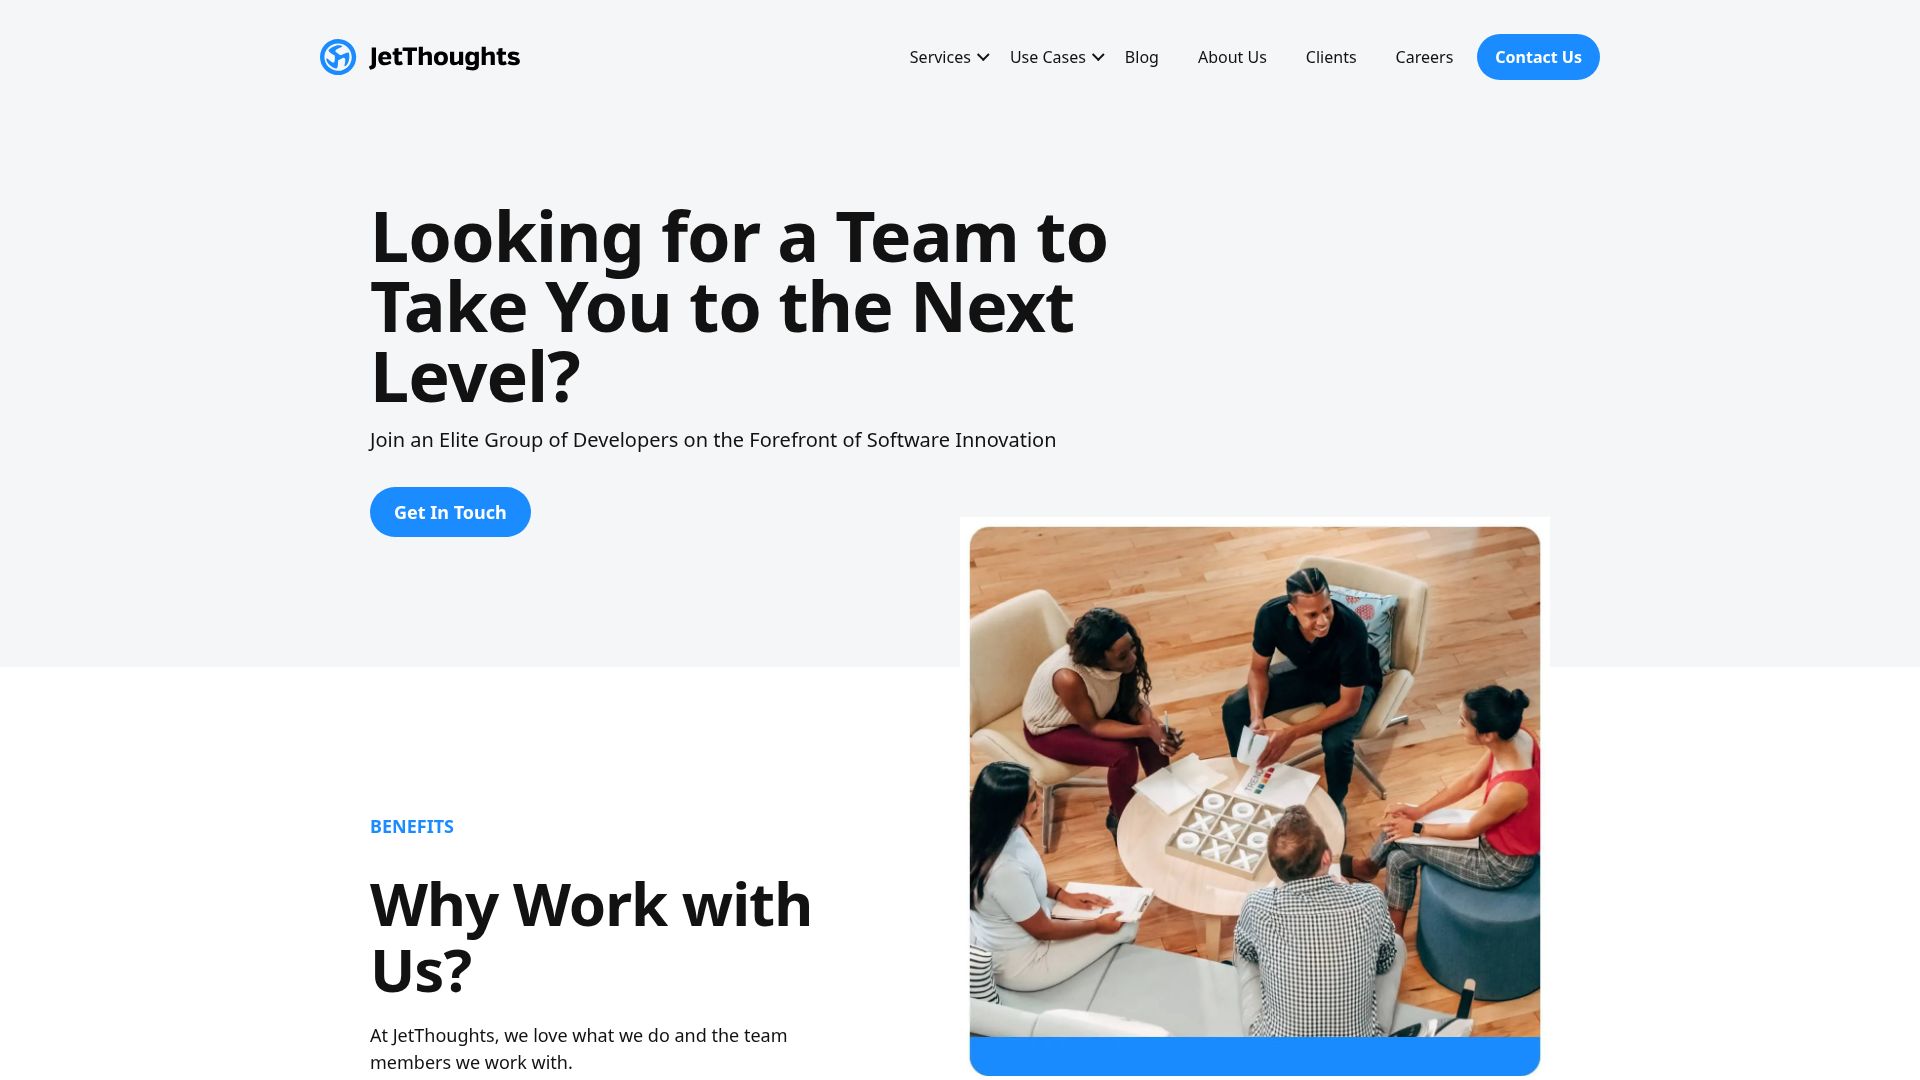 JetThoughts
Services
Use Cases
Blog
About Us
Clients
Careers
Contact Us
Looking for a Team to
Take You to the Next
Level?
Join an Elite Group of Developers on the Forefront of Software Innovation
Get In Touch
TREND
BENEFITS
Why Work with
Us?
At JetThoughts, we love what we do and the team
members we work with.